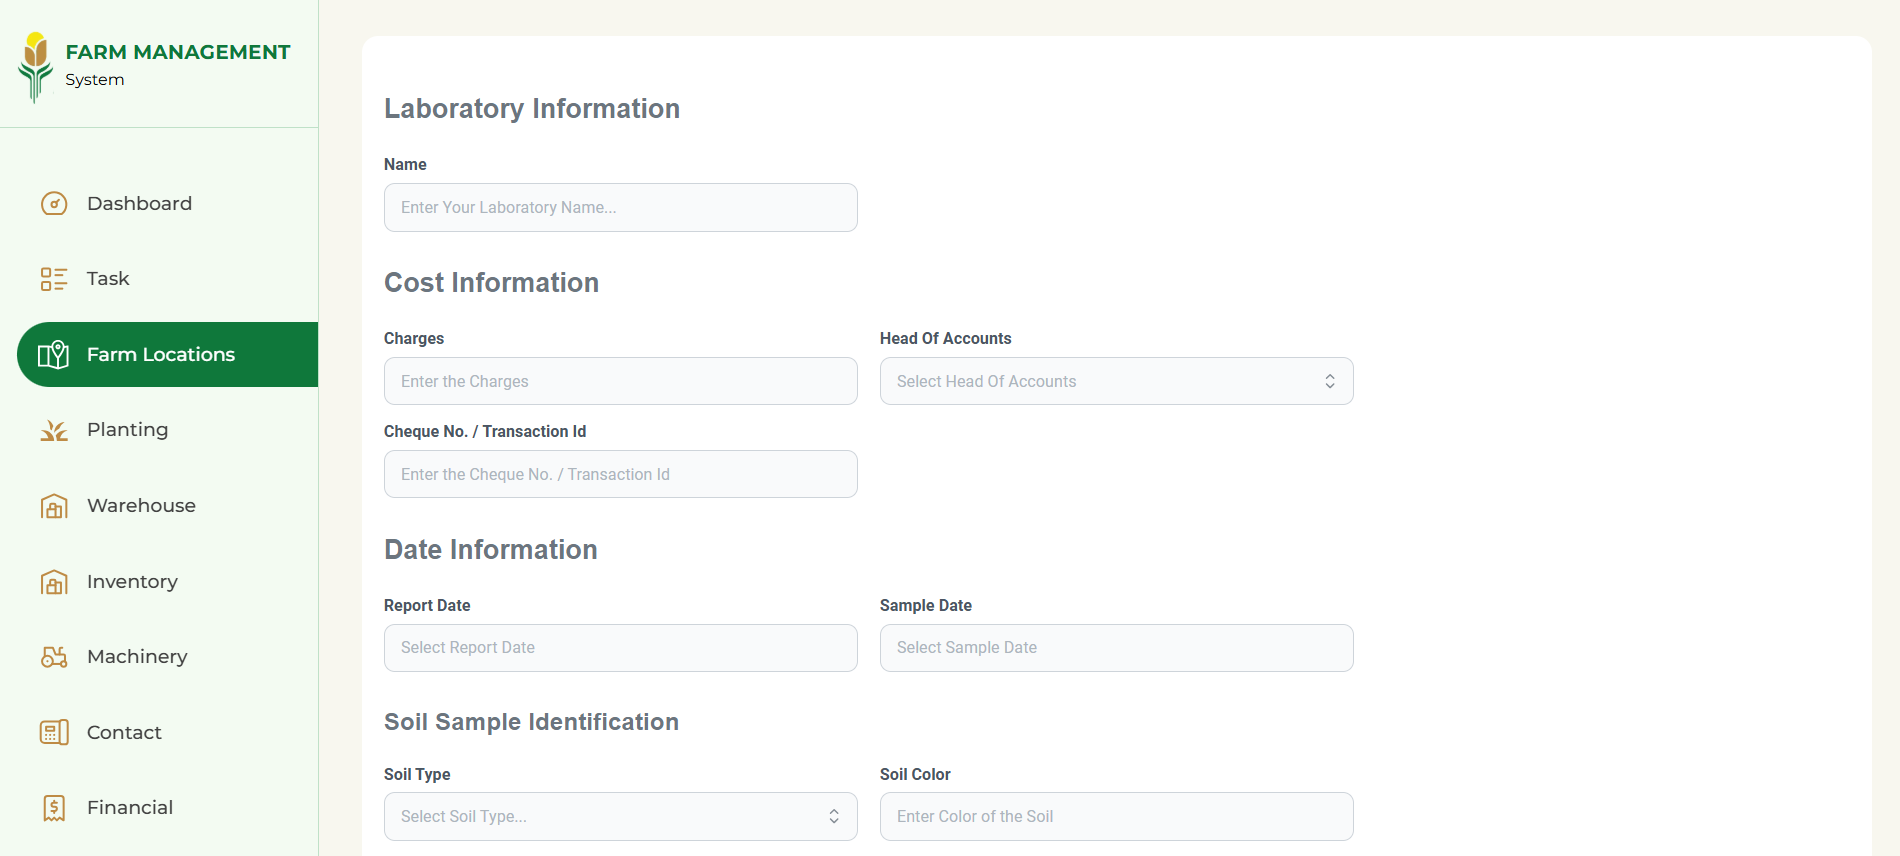 FARM MANAGEMENT
System
Dashboard
Task
Farm Locations
Planting
Warehouse
Inventory
Machinery
Contact
Financial
Laboratory Information
Name
Enter Your Laboratory Name...
Cost Information
Charges
Head Of Accounts
Enter the Charges
Select Head Of Accounts
Cheque No. / Transaction Id
Enter the Cheque No. / Transaction Id
Date Information
Report Date
Sample Date
Select Report Date
Select Sample Date
Soil Sample Identification
Soil Type
Soil Color
Select Soil Type...
Enter Color of the Soil